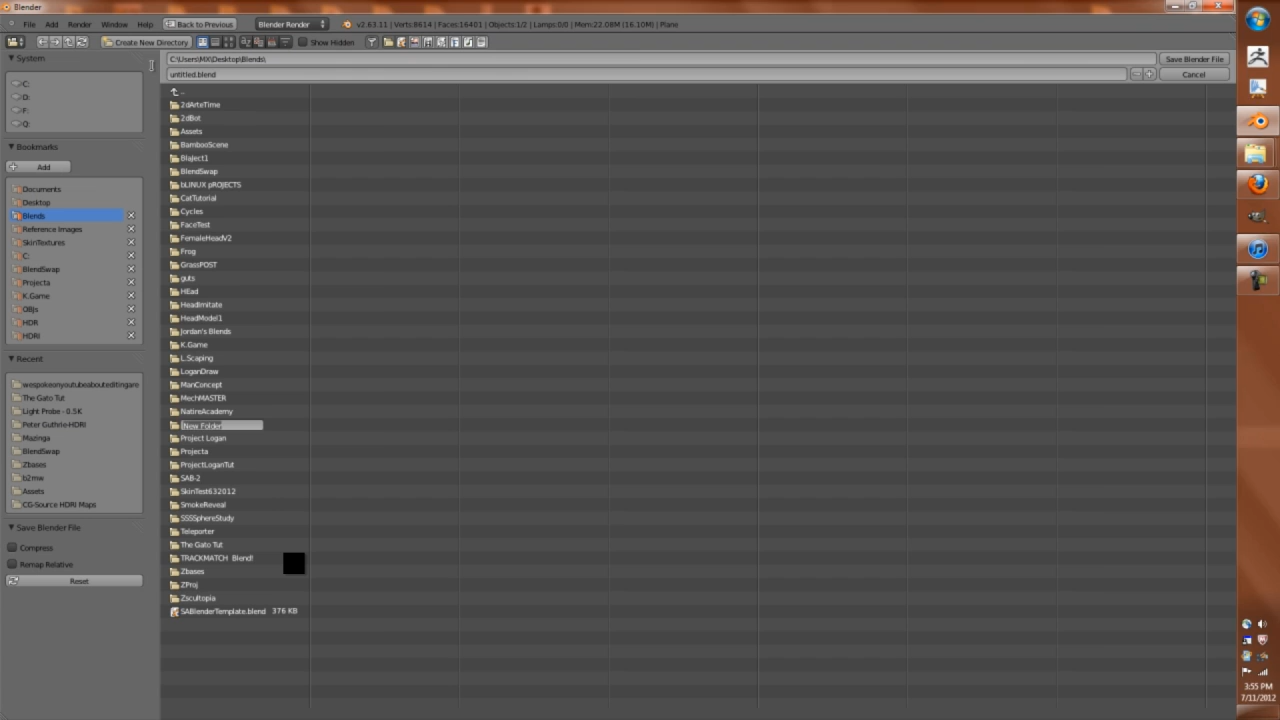 Blender
File Add Render Window Help Back to Previous Blender Render v2.63.11 | Verts:8614 | Faces:16401 | Objects:1/2 | Lamps:0/0 | Mem:22.08M (16.10M) | Plane
Create New Directory Show Hidden
System
C:
D:
F:
Q:
Bookmarks
Add
Documents
Desktop
Blends
Reference Images
SkinTextures
C:
BlendSwap
Projecta
K.Game
OBJs
HDR
HDRI
Recent
wespokeonyoutubeabouteditingaro
The Gato Tut
Light Probe - 0.5K
Peter Guthrie-HDRI
Mazinga
BlendSwap
Zbases
b2mw
Assets
CG-Source HDRI Maps
Save Blender File
Compress
Remap Relative
Reset
C:\Users\MX\Desktop\Blends\ Save Blender File
untitled.blend Cancel
..
2dArteTime
2dBot
Assets
BambooScene
Blaject1
BlendSwap
bLINUX pROJECTS
CatTutorial
Cycles
FaceTest
FemaleHeadV2
Frog
GrassPOST
guts
HEad
HeadImitate
HeadModel1
Jordan's Blends
K.Game
L.Scaping
LoganDraw
ManConcept
MechMASTER
NatireAcademy
New Folder
Project Logan
Projecta
ProjectLoganTut
SAB-2
SkinTest632012
SmokeReveal
SSSSphereStudy
Teleporter
The Gato Tut
TRACKMATCH Blend!
Zbases
ZProj
Zscultopia
SABlenderTemplate.blend 376 KB
3:55 PM
7/11/2012